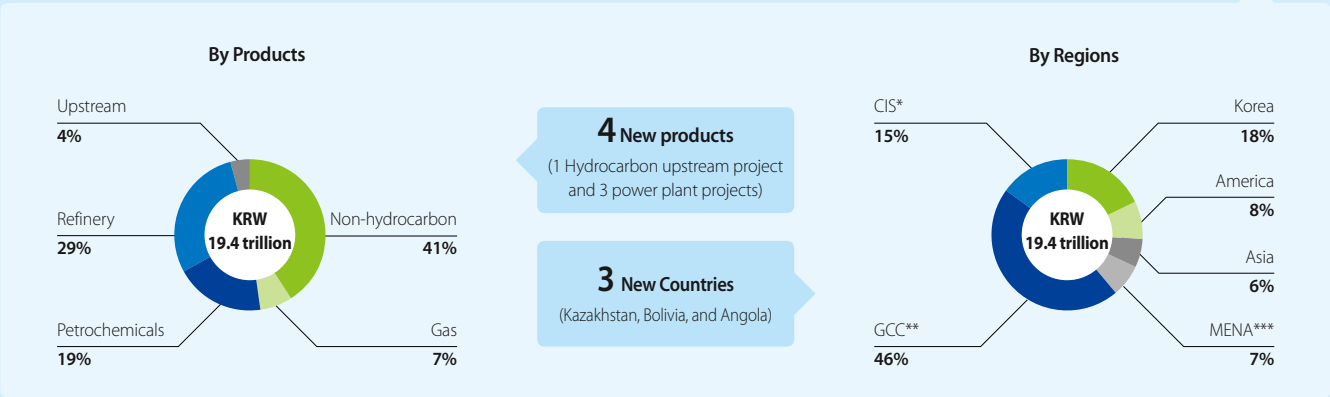 By Products
Upstream
4%
Refinery
29%
Petrochemicals
19%
KRW
19.4 trillion
Non-hydrocarbon
41%
Gas
7%
4 New products
(1 Hydrocarbon upstream project
and 3 power plant projects)
3 New Countries
(Kazakhstan, Bolivia, and Angola)
By Regions
CIS*
15%
GCC**
46%
KRW
19.4 trillion
Korea
18%
America
8%
Asia
6%
MENA***
7%